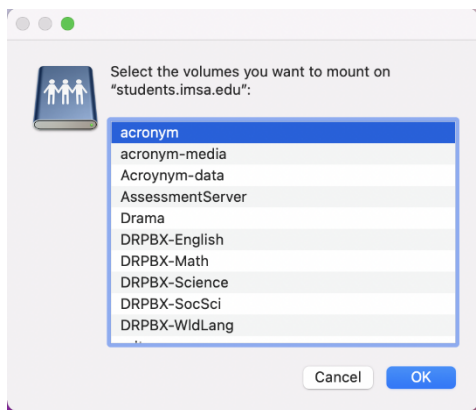 Select the volumes you want to mount on
“students.imsa.edu”:
acronym
acronym-media
Acroynym-data
AssessmentServer
Drama
DRPBX-English
DRPBX-Math
DRPBX-Science
DRPBX-SocSci
DRPBX-WldLang
Cancel
OK